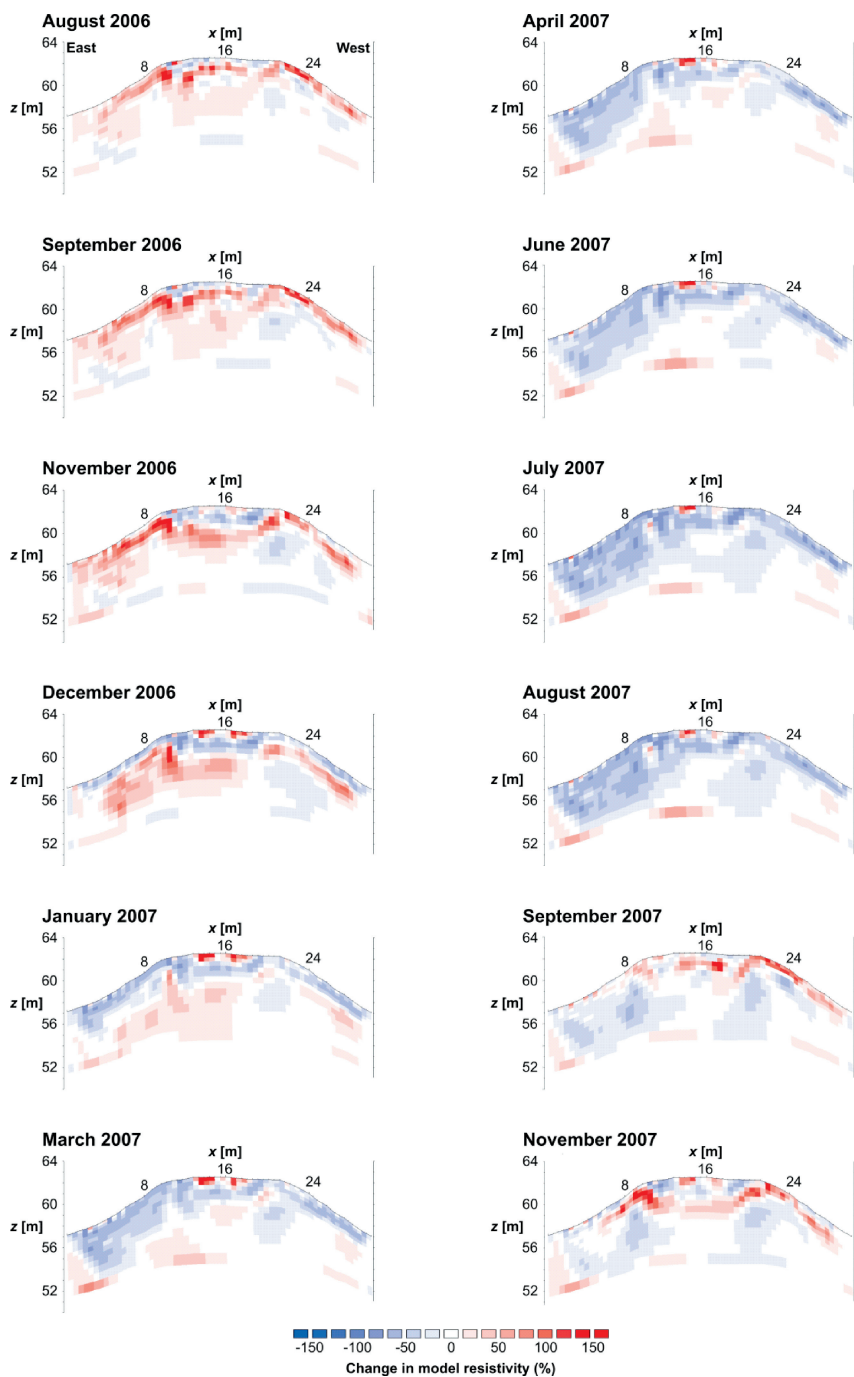 August 2006
x [m]
64
East
8
16
24
West
60
z [m]
56
52
April 2007
x [m]
64
8
16
24
60
z [m]
56
52
September 2006
x [m]
64
8
16
24
60
z [m]
56
52
June 2007
x [m]
64
8
16
24
60
z [m]
56
52
November 2006
x [m]
64
8
16
24
60
z [m]
56
52
July 2007
x [m]
64
8
16
24
60
z [m]
56
52
December 2006
x [m]
64
8
16
24
60
z [m]
56
52
August 2007
x [m]
64
8
16
24
60
z [m]
56
52
January 2007
x [m]
64
8
16
24
60
z [m]
56
52
September 2007
x [m]
64
8
16
24
60
z [m]
56
52
March 2007
x [m]
64
8
16
24
60
z [m]
56
52
November 2007
x [m]
64
8
16
24
60
z [m]
56
52
-150 -100 -50 0 50 100 150
Change in model resistivity (%)